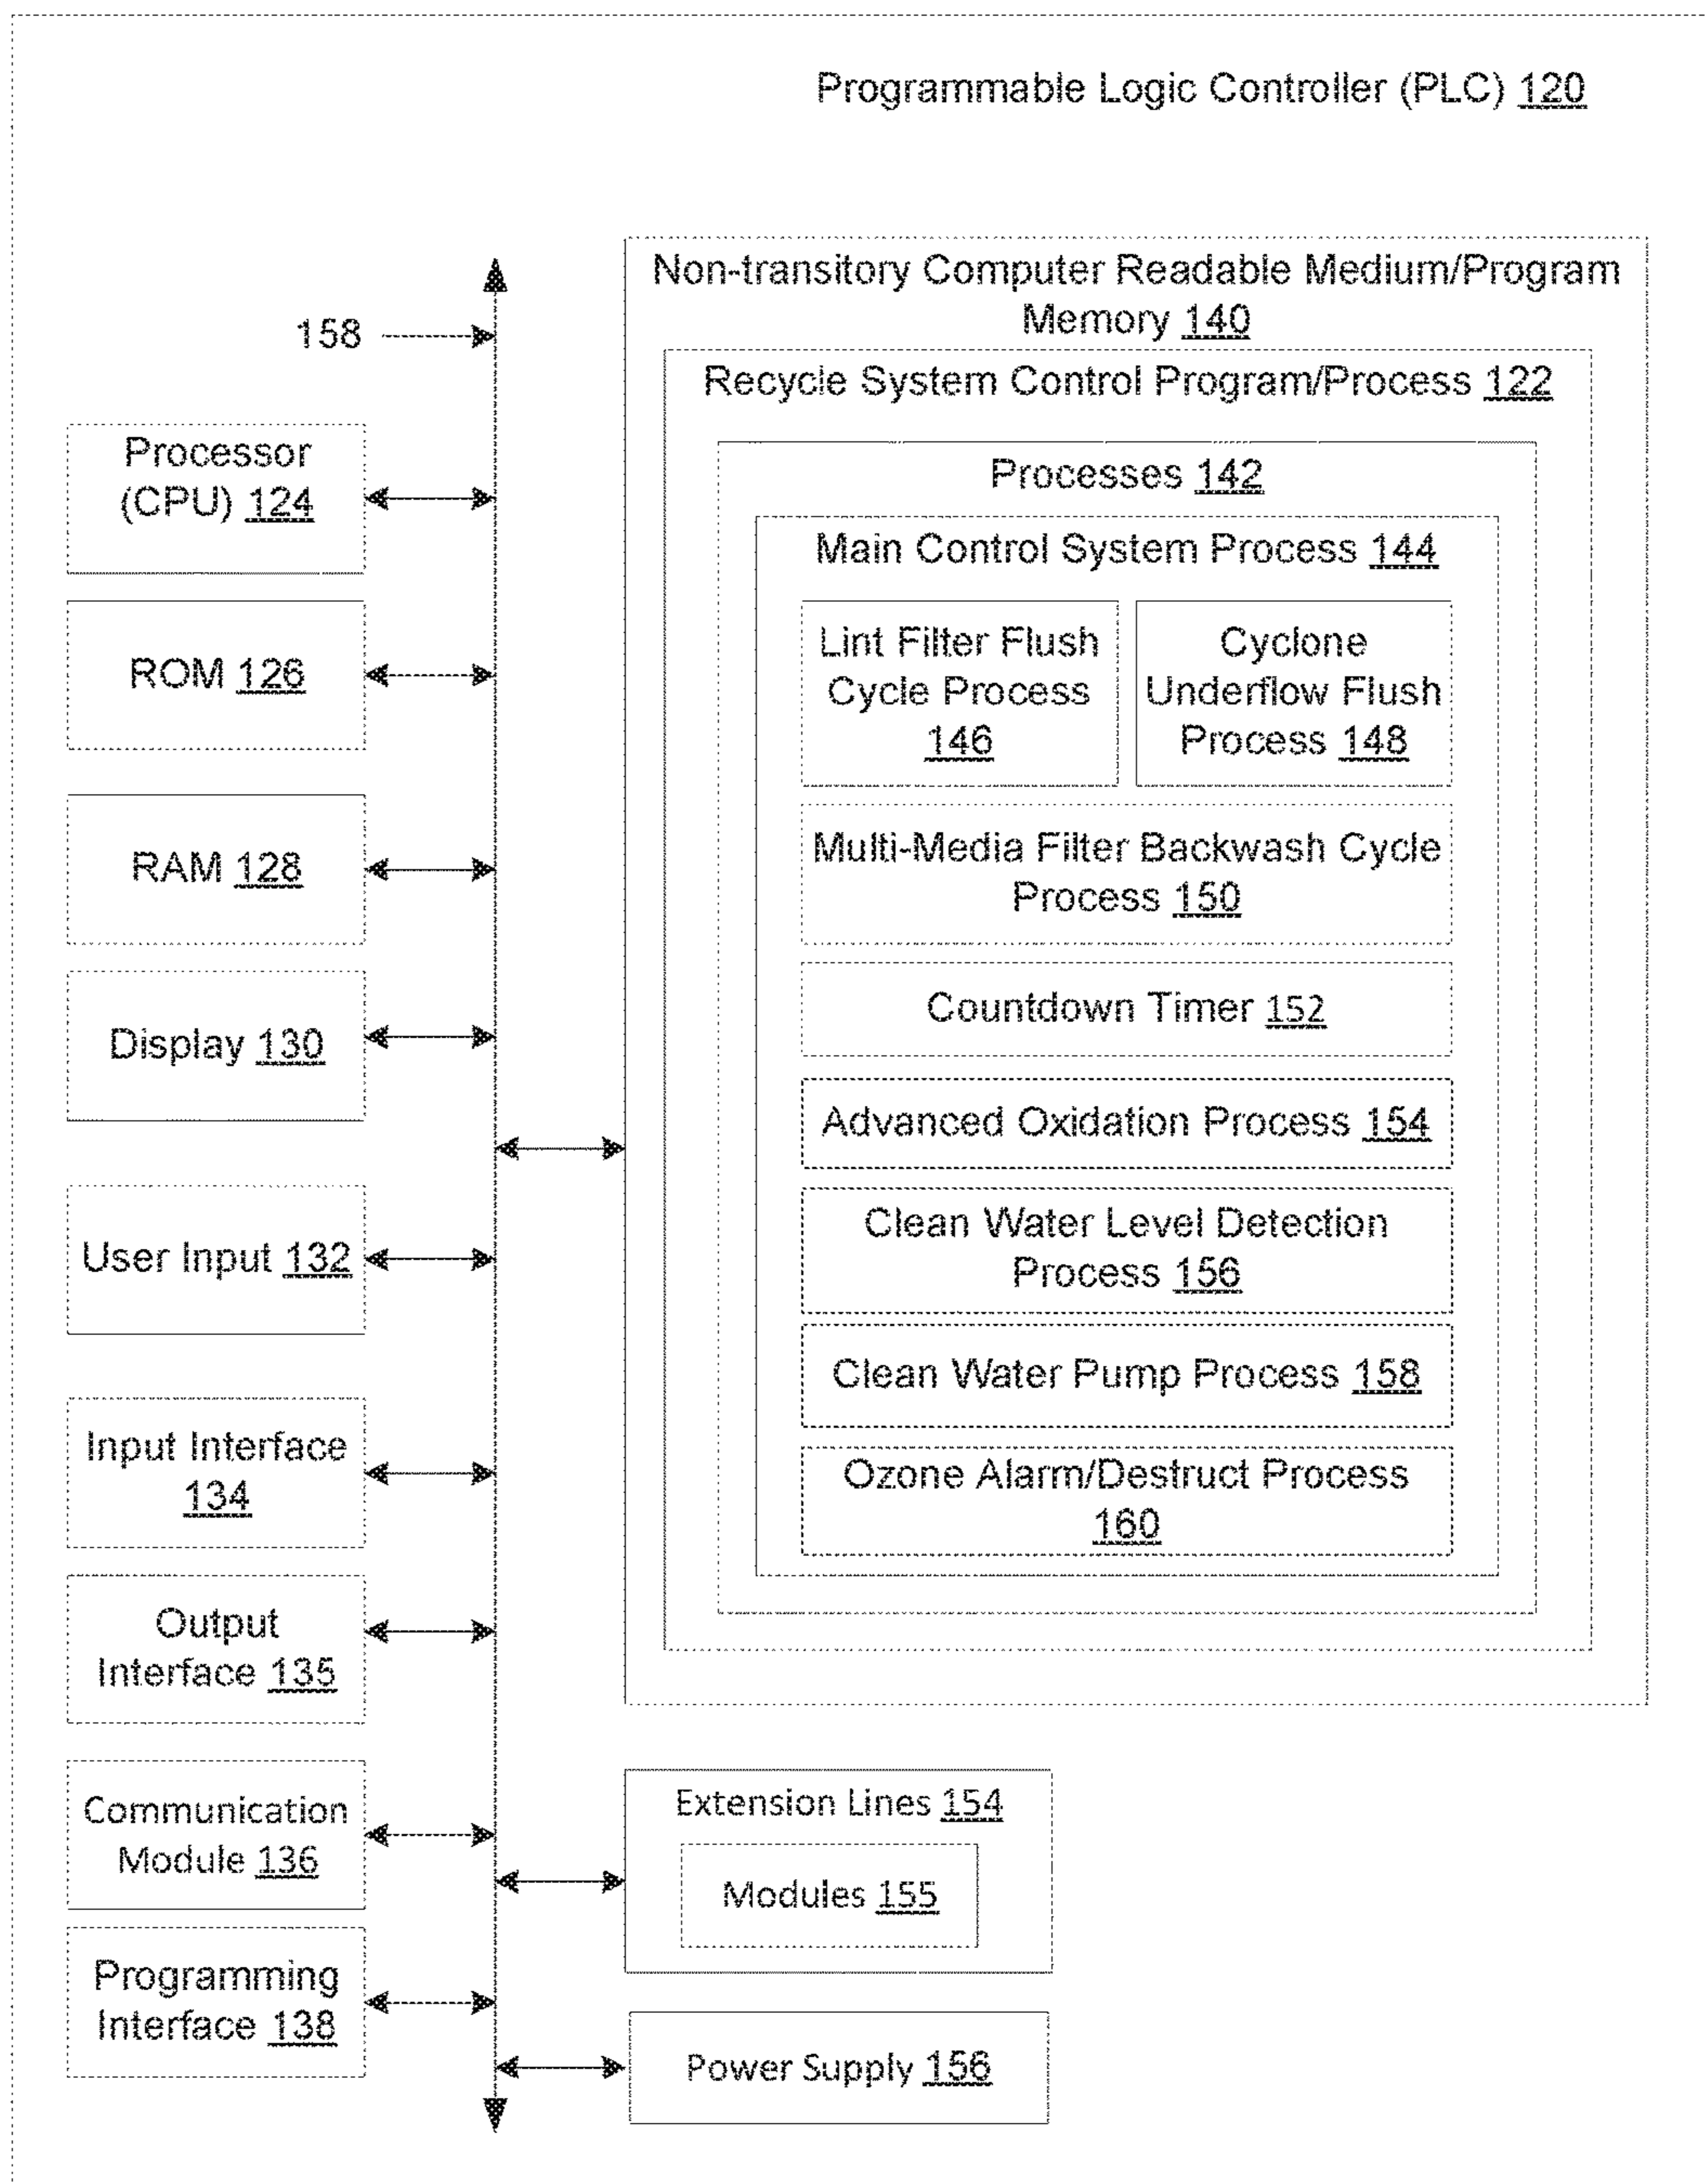 Programmable Logic Controller (PLC) 120
158
Processor
(CPU) 124
ROM 126
RAM 128
Display 130
User Input 132
Input Interface
134
Output
Interface 135
Communication
Module 136
Programming
Interface 138
Non-transitory Computer Readable Medium/Program
Memory 140
Recycle System Control Program/Process 122
Processes 142
Main Control System Process 144
Lint Filter Flush
Cycle Process
146
Cyclone
Underflow Flush
Process 148
Multi-Media Filter Backwash Cycle
Process 150
Countdown Timer 152
Advanced Oxidation Process 154
Clean Water Level Detection
Process 156
Clean Water Pump Process 158
Ozone Alarm/Destruct Process
160
Extension Lines 154
Modules 155
Power Supply 156